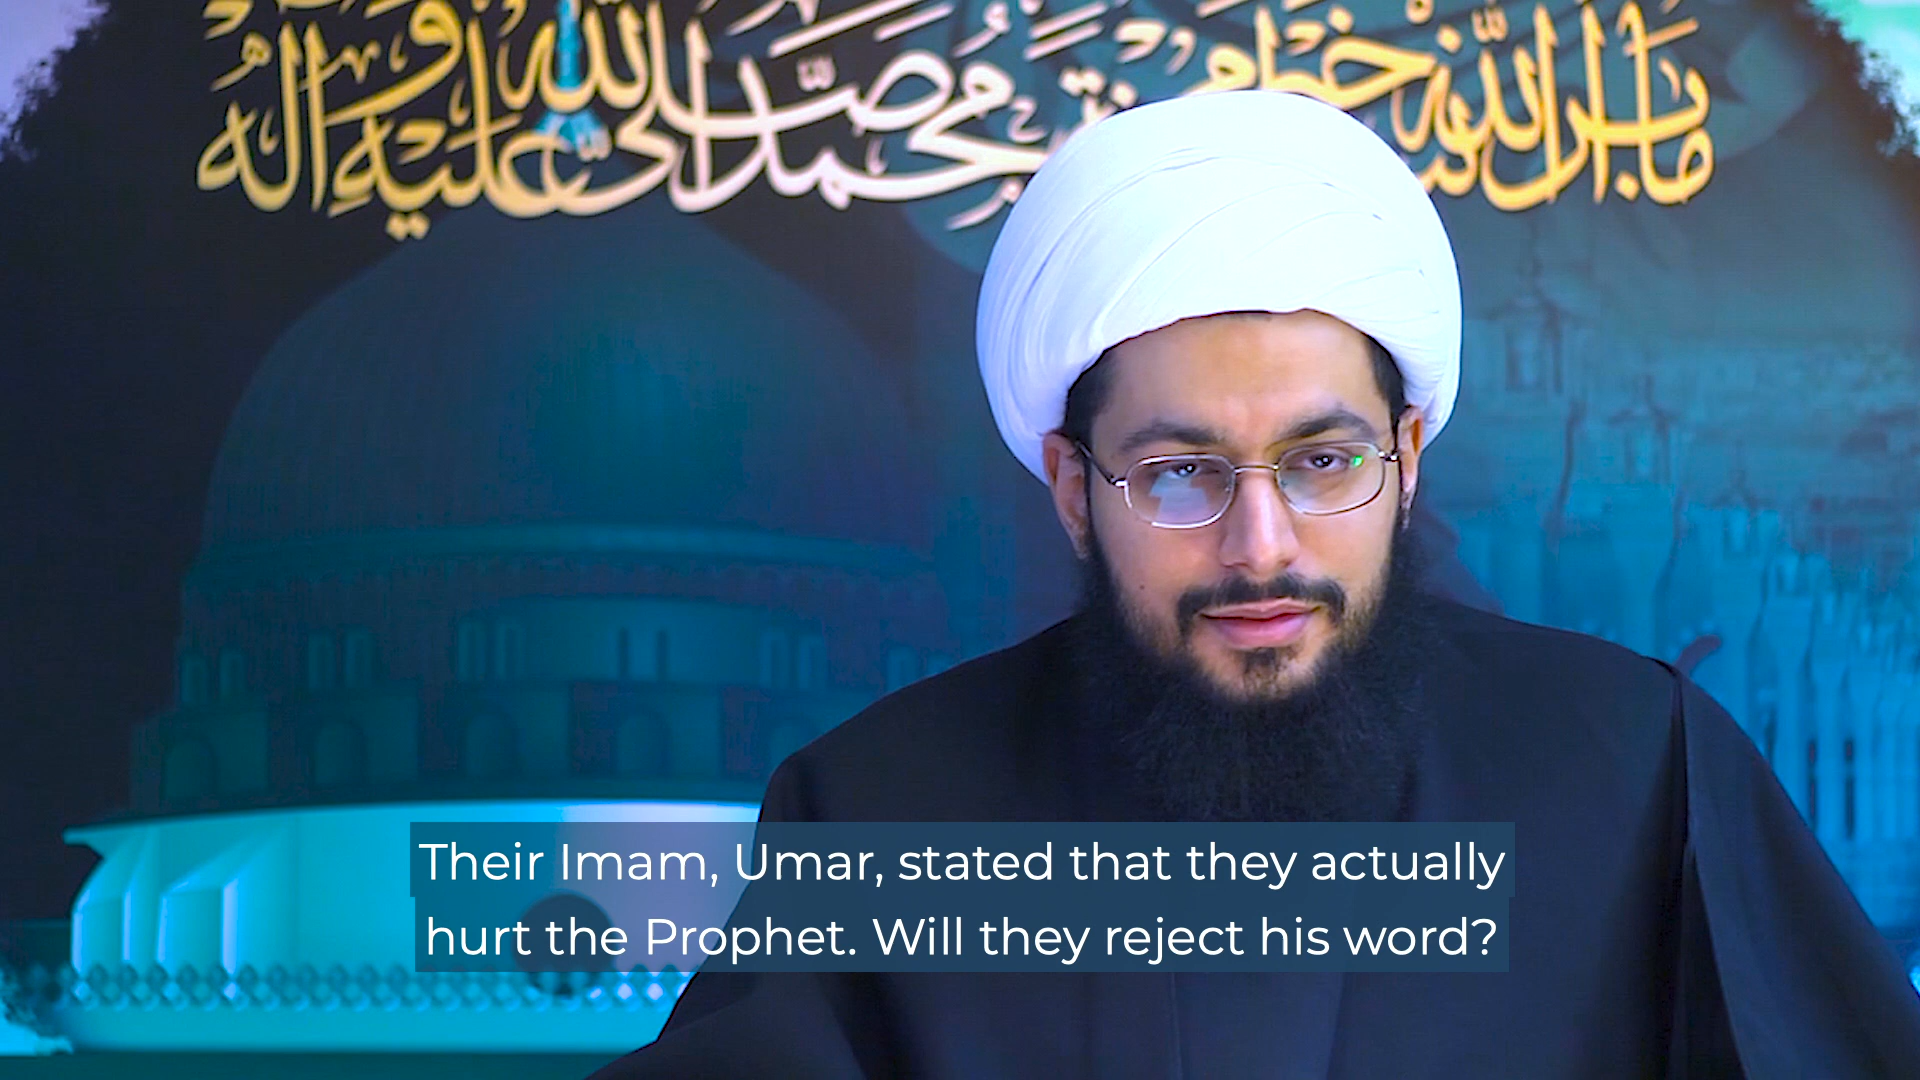 محمد صلى الله عليه وآله
Their Imam, Umar, stated that they actually
hurt the Prophet. Will they reject his word?